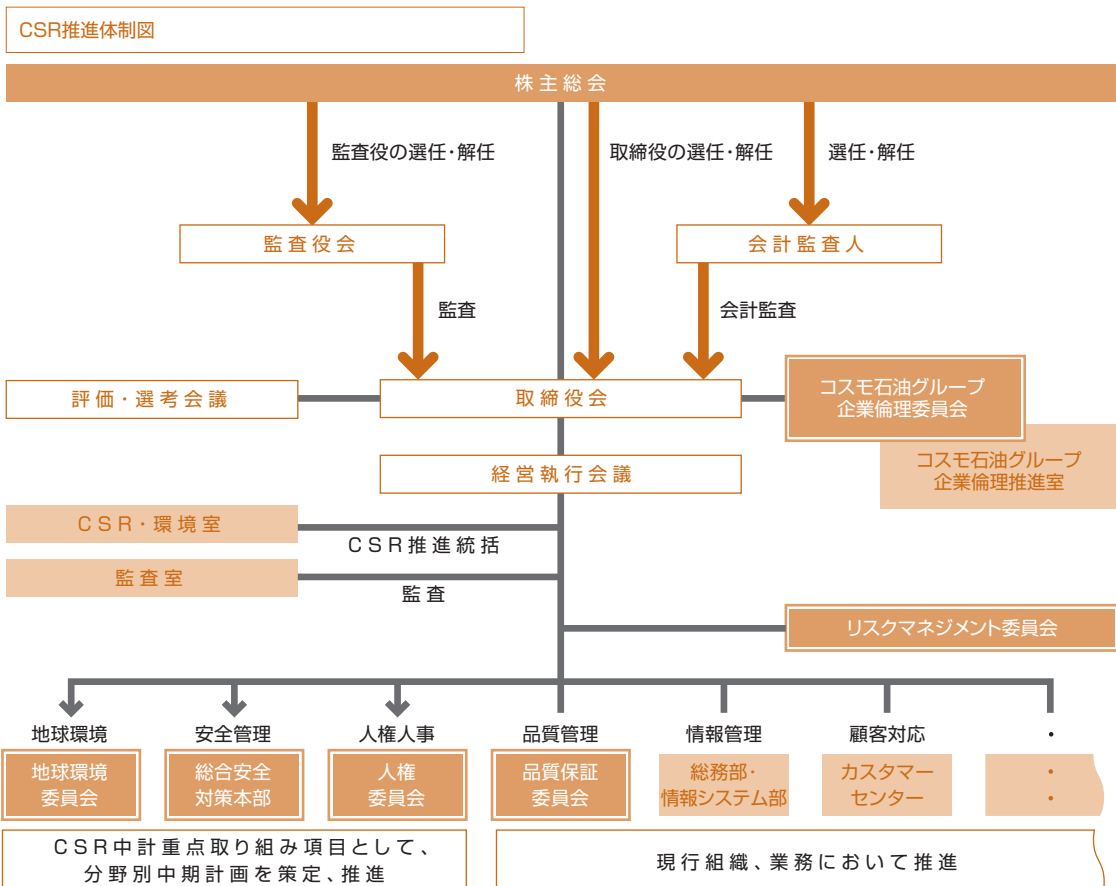 CSR推進体制図
株主総会
監査役の選任・解任
取締役の選任・解任
選任・解任
監査役会
会計監査人
監査
会計監査
評価・選考会議
取締役会
コスモ石油グループ
企業倫理委員会
コスモ石油グループ
企業倫理推進室
経営執行会議
CSR・環境室
CSR推進統括
監査室
監査
リスクマネジメント委員会
地球環境
安全管理
人権人事
品質管理
情報管理
顧客対応
・
地球環境
委員会
総合安全
対策本部
人権
委員会
品質保証
委員会
総務部・
情報システム部
カスタマー
センター
・
・
CSR中計重点取り組み項目として、
分野別中期計画を策定、推進
現行組織、業務において推進